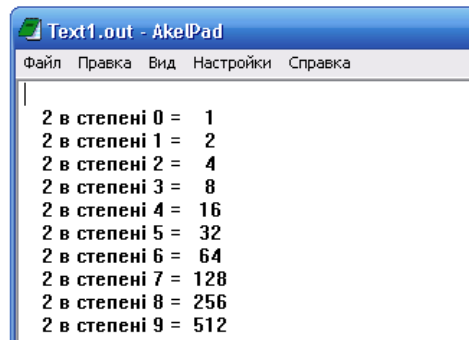 Text1.out - AkelPad
Файл Правка Вид Настройки Справка
2 в степені 0 = 1
2 в степені 1 = 2
2 в степені 2 = 4
2 в степені 3 = 8
2 в степені 4 = 16
2 в степені 5 = 32
2 в степені 6 = 64
2 в степені 7 = 128
2 в степені 8 = 256
2 в степені 9 = 512